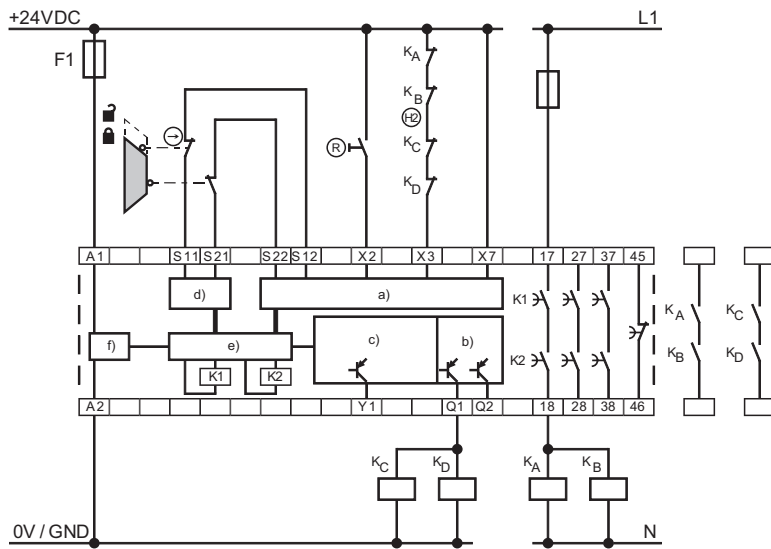 +24VDC L1
F1
KA
KB
H2
R KC
KD
A1 S11 S21 S22 S12 X2 X3 X7 17 27 37 45
d) a) K1
KA KC
f) e) c) b)
KB KD
K1 K2 K2
A2 Y1 Q1 Q2 18 28 38 46
KC KD KA KB
0V / GND N